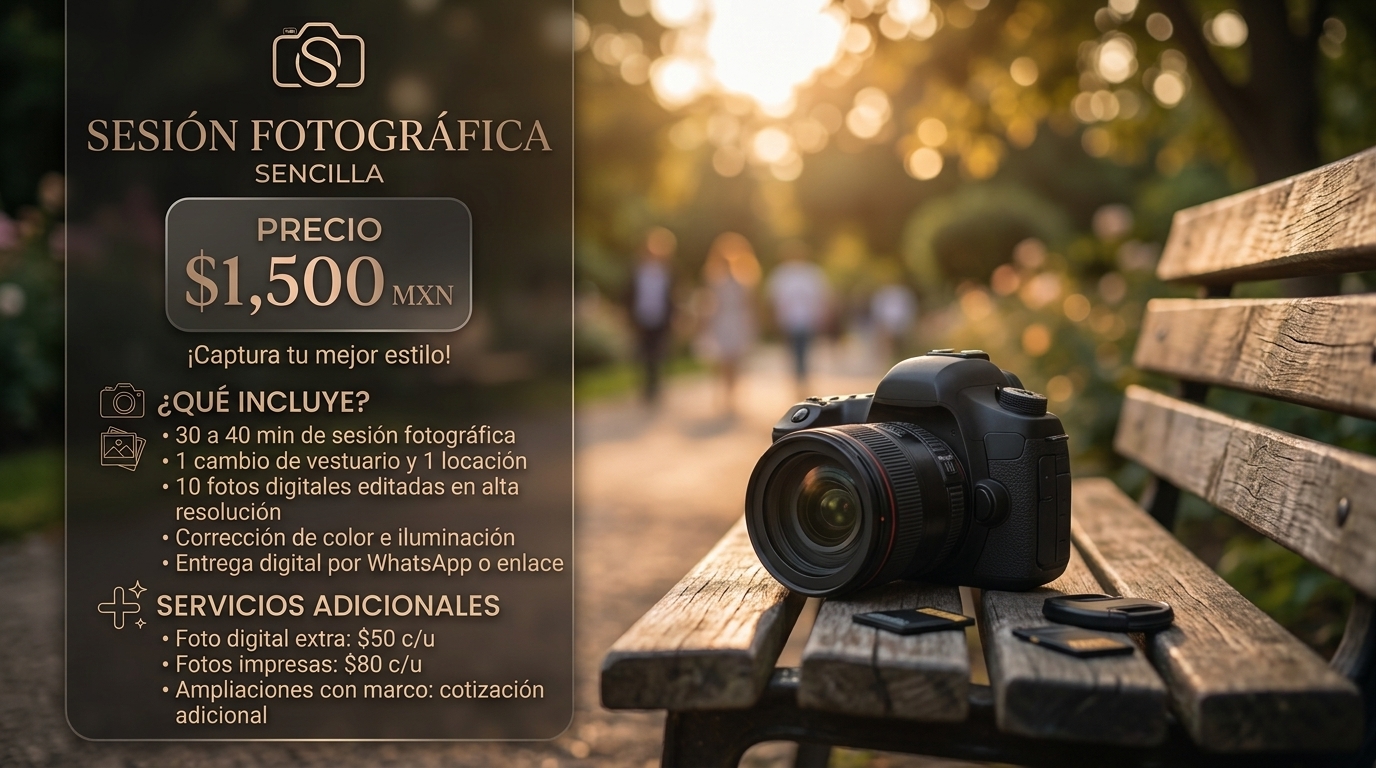 SESIÓN FOTOGRÁFICA
SENCILLA
PRECIO
$1,500 MXN
¡Captura tu mejor estilo!
¿QUÉ INCLUYE?
• 30 a 40 min de sesión fotográfica
• 1 cambio de vestuario y 1 locación
• 10 fotos digitales editadas en alta
resolución
• Corrección de color e iluminación
• Entrega digital por WhatsApp o enlace
SERVICIOS ADICIONALES
• Foto digital extra: $50 c/u
• Fotos impresas: $80 c/u
• Ampliaciones con marco: cotización
adicional